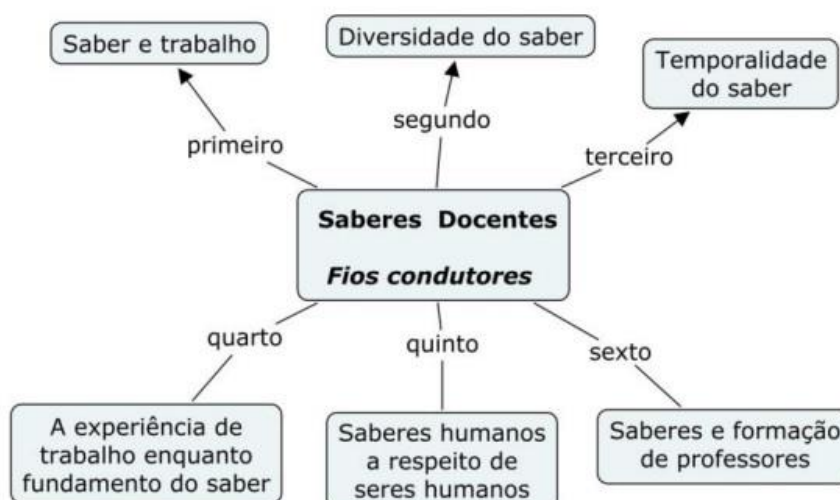 Saber e trabalho
Diversidade do saber
Temporalidade
do saber
primeiro
segundo
terceiro
Saberes Docentes
Fios condutores
quarto
quinto
sexto
A experiência de
trabalho enquanto
fundamento do saber
Saberes humanos
a respeito de
seres humanos
Saberes e formação
de professores